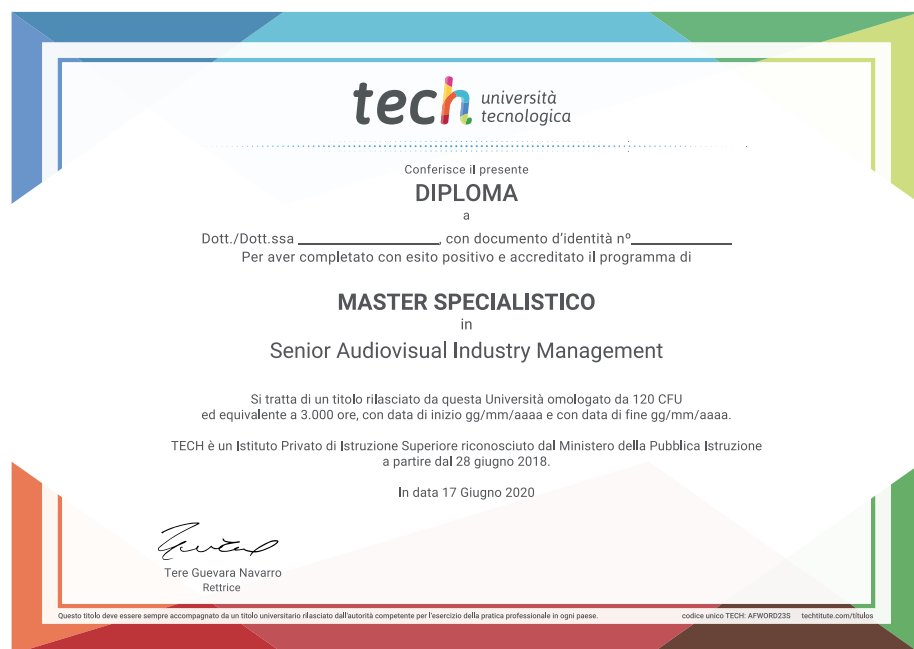 tech università
tecnologica
Conferisce il presente
DIPLOMA
a
Dott./Dott.ssa ____________________, con documento d'identità nº______________
Per aver completato con esito positivo e accreditato il programma di
MASTER SPECIALISTICO
in
Senior Audiovisual Industry Management
Si tratta di un titolo rilasciato da questa Università omologato da 120 CFU
ed equivalente a 3.000 ore, con data di inizio gg/mm/aaaa e con data di fine gg/mm/aaaa.
TECH è un Istituto Privato di Istruzione Superiore riconosciuto dal Ministero della Pubblica Istruzione
a partire dal 28 giugno 2018.
In data 17 Giugno 2020
Tere Guevara Navarro
Rettrice
Questo titolo deve essere sempre accompagnato da un titolo universitario rilasciato dall'autorità competente per l'esercizio della pratica professionale in ogni paese. codice unico TECH: AFWORD23S techtitute.com/titulos